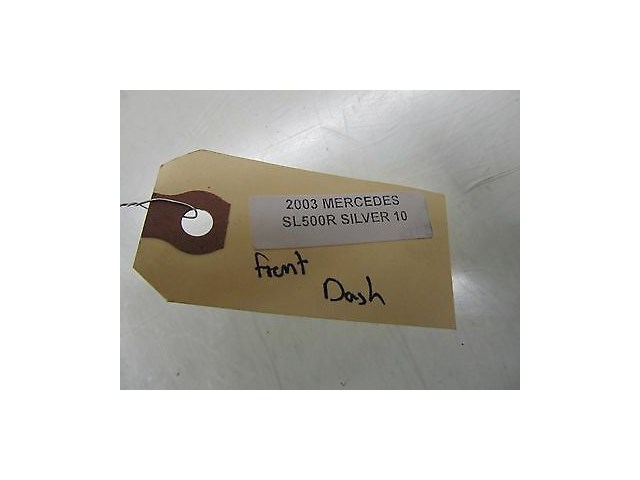 2003 MERCEDES
SL500R SILVER 10
front
Dash